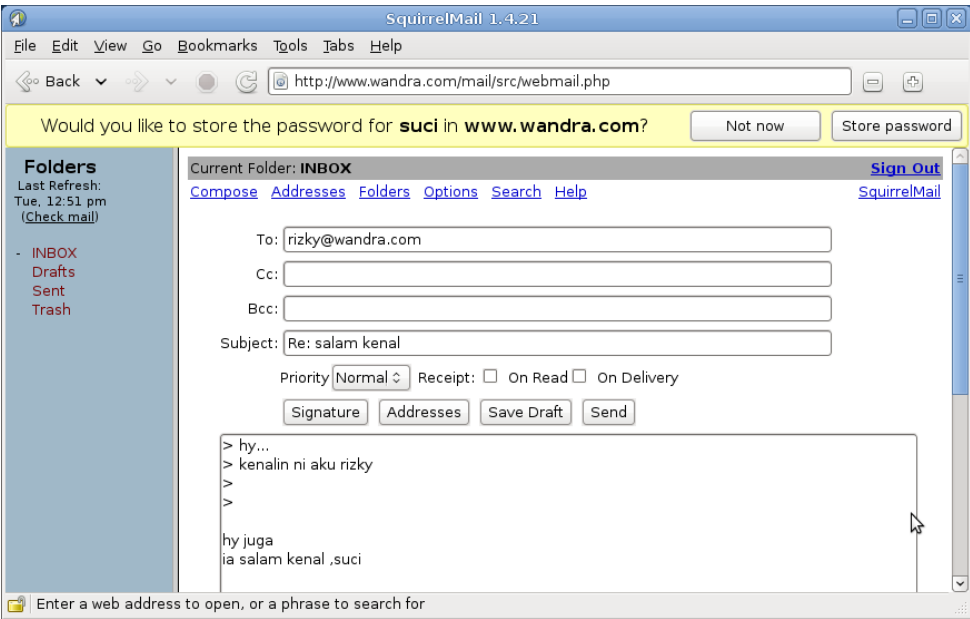 SquirrelMail 1.4.21
File Edit View Go Bookmarks Tools Tabs Help
Back http://www.wandra.com/mail/src/webmail.php
Would you like to store the password for suci in www.wandra.com? Not now Store password
Folders
Last Refresh:
Tue, 12:51 pm
(Check mail)
- INBOX
Drafts
Sent
Trash
Current Folder: INBOX Sign Out
Compose Addresses Folders Options Search Help SquirrelMail
To: rizky@wandra.com
Cc:
Bcc:
Subject: Re: salam kenal
Priority Normal Receipt: On Read On Delivery
Signature Addresses Save Draft Send
> hy...
> kenalin ni aku rizky
>
>
hy juga
ia salam kenal ,suci
Enter a web address to open, or a phrase to search for